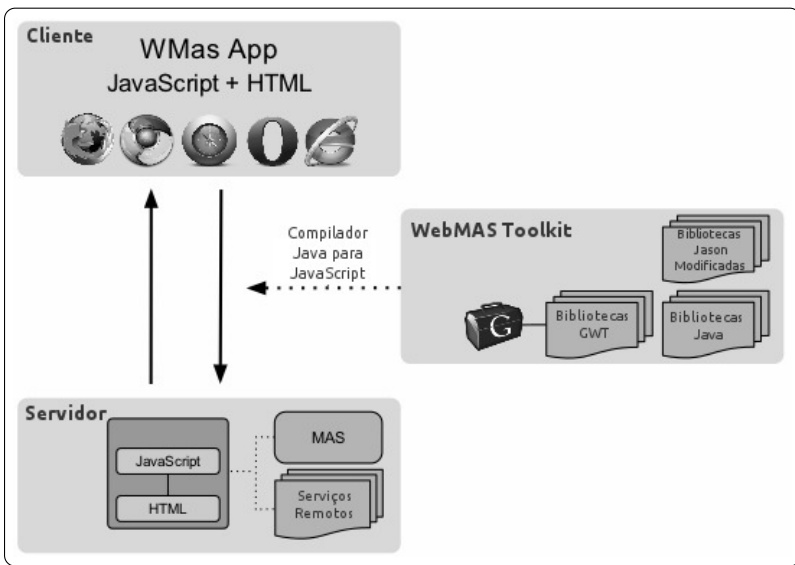 Cliente
WMas App
JavaScript + HTML
Compilador
Java para
JavaScript
WebMAS Toolkit
Bibliotecas
Jason
Modificadas
G
Bibliotecas
GWT
Bibliotecas
Java
Servidor
JavaScript
HTML
MAS
Serviços
Remotos